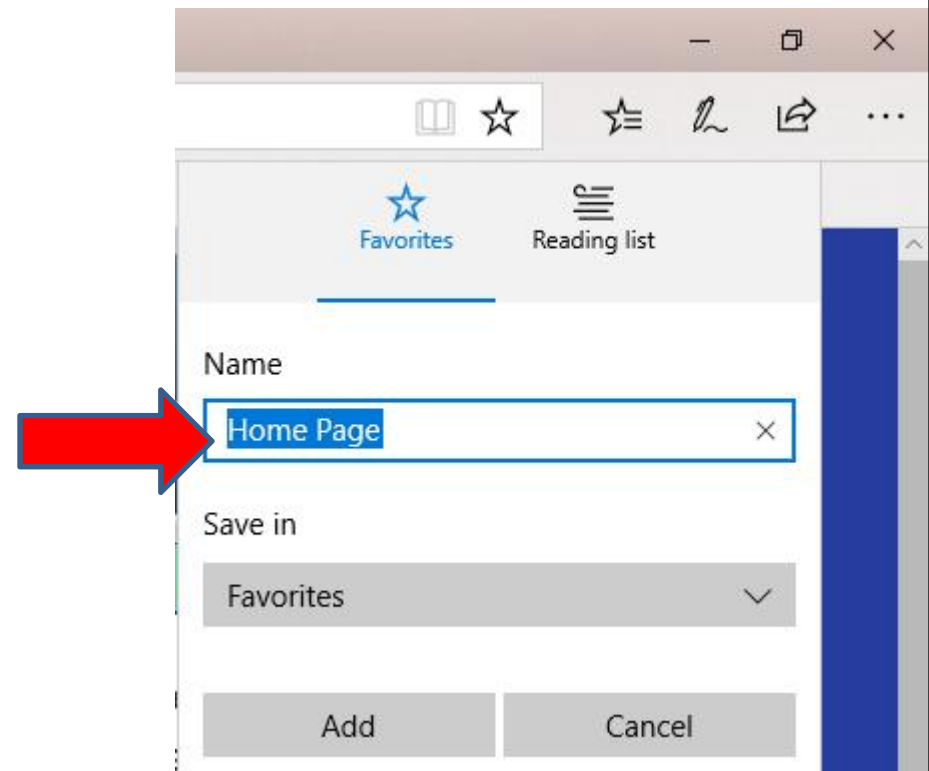 Favorites Reading list
Name
Home Page
Save in
Favorites
Add Cancel